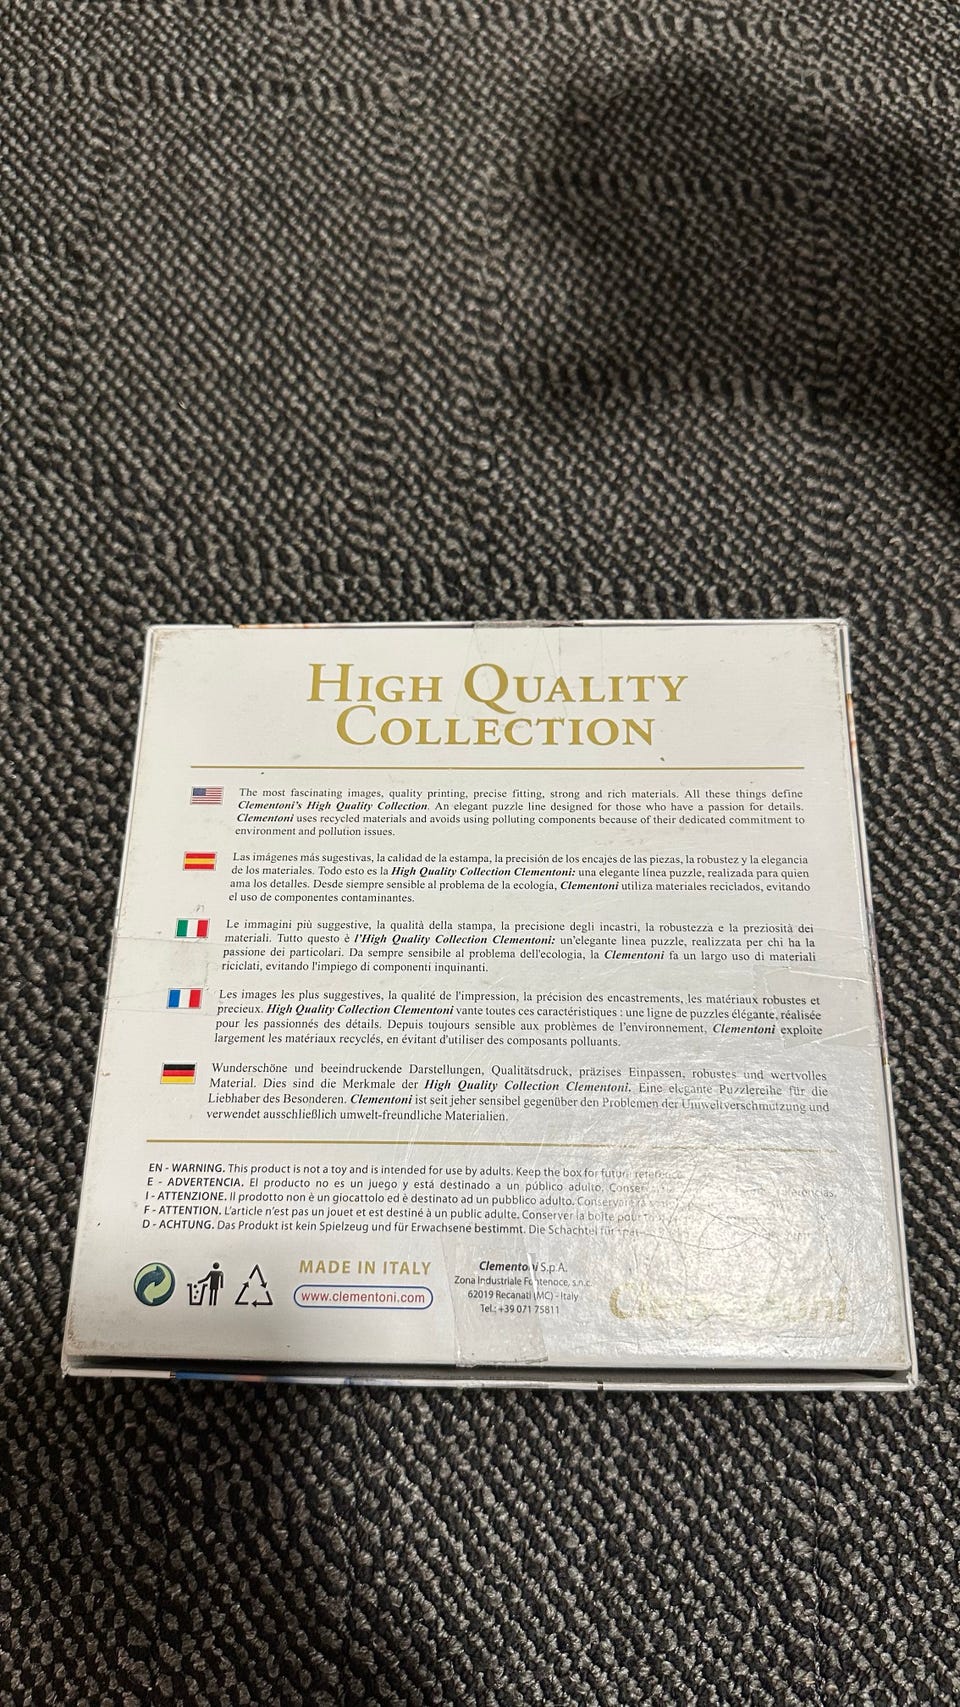 HIGH QUALITY
COLLECTION
The most fascinating images, quality printing, precise fitting, strong and rich materials. All these things define
Clementoni's High Quality Collection. An elegant puzzle line designed for those who have a passion for details.
Clementoni uses recycled materials and avoids using polluting components because of their dedicated commitment to
environment and pollution issues.
Las imágenes más sugestivas, la calidad de la estampa, la precisión de los encajes de las piezas, la robustez y la elegancia
de los materiales. Todo esto es la High Quality Collection Clementoni: una elegante línea puzzle, realizada para quien
ama los detalles. Desde siempre sensible al problema de la ecología, Clementoni utiliza materiales reciclados, evitando
el uso de componentes contaminantes.
Le immagini più suggestive, la qualità della stampa, la precisione degli incastri, la robustezza e la preziosità dei
materiali. Tutto questo è l'High Quality Collection Clementoni: un'elegante linea puzzle, realizzata per chi ha la
passione dei particolari. Da sempre sensibile al problema dell'ecologia, la Clementoni fa un largo uso di materiali
riciclati, evitando l'impiego di componenti inquinanti.
Les images les plus suggestives, la qualité de l'impression, la précision des encastrements, les matériaux robustes et
precieux. High Quality Collection Clementoni vante toutes ces caractéristiques : une ligne de puzzles élégante, réalisée
pour les passionnés des détails. Depuis toujours sensible aux problèmes de l'environnement, Clementoni exploite
largement les matériaux recyclés, en évitant d'utiliser des composants polluants.
Wunderschöne und beeindruckende Darstellungen, Qualitätsdruck, präzises Einpassen, robustes und wertvolles
Material. Dies sind die Merkmale der High Quality Collection Clementoni. Eine elegante Puzzlereihe für die
Liebhaber des Besonderen. Clementoni ist seit jeher sensibel gegenüber den Problemen der Umweltverschmutzung und
verwendet ausschließlich umwelt-freundliche Materialien.
EN - WARNING. This product is not a toy and is intended for use by adults. Keep the box for future
E - ADVERTENCIA. El producto no es un juego y está destinado a un público adulto.
I - ATTENZIONE. Il prodotto non è un giocattolo ed è destinato ad un pubblico adulto.
F - ATTENTION. L'article n'est pas un jouet et est destiné à un public adulte. Conserver la boîte pour
D - ACHTUNG. Das Produkt ist kein Spielzeug und für Erwachsene bestimmt. Die Schachtel für
MADE IN ITALY
www.clementoni.com
Clementoni S.p.A.
Zona Industriale Fontenoce, s.n.c.
62019 Recanati (MC) - Italy
Tel.: +39 071 75811
Clementoni